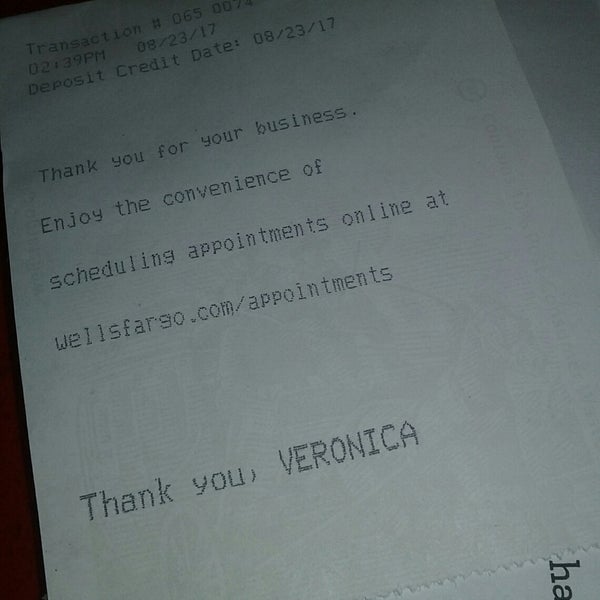 Transaction # 065 0074
02:39PM 08/23/17
Deposit Credit Date: 08/23/17
Thank you for your business.
Enjoy the convenience of
scheduling appointments online at
wellsfargo.com/appointments
Thank you, VERONICA
ha